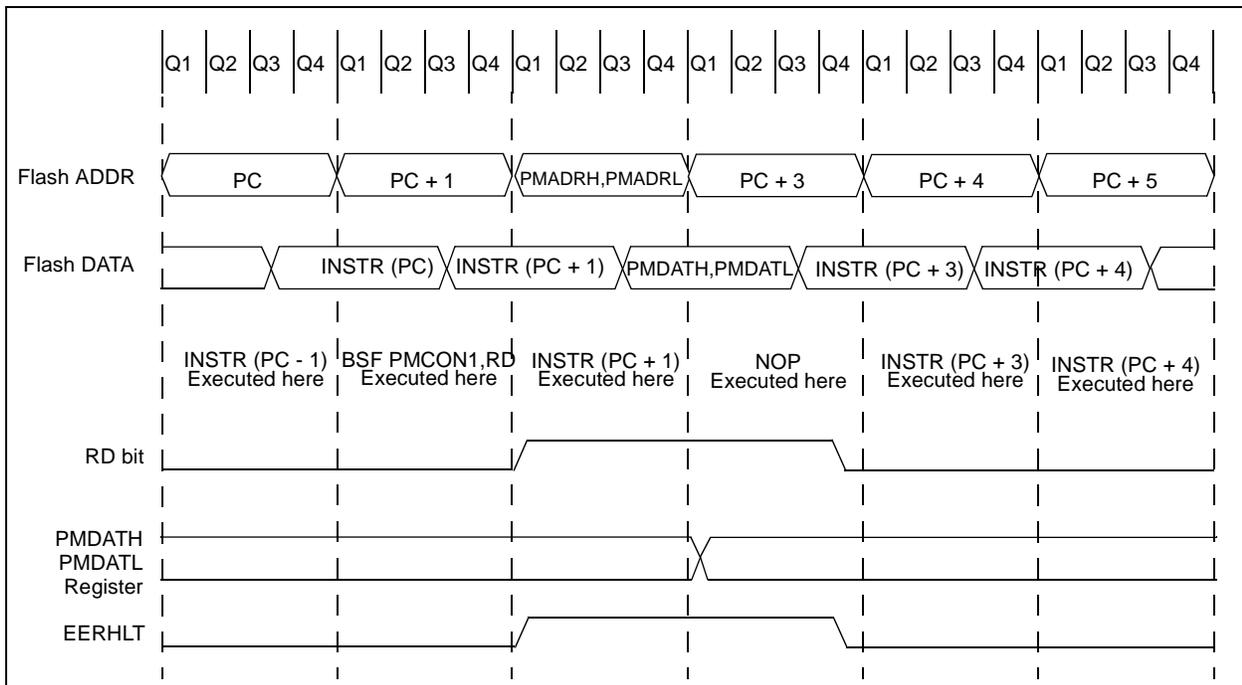 Q1 Q2 Q3 Q4 Q1 Q2 Q3 Q4 Q1 Q2 Q3 Q4 Q1 Q2 Q3 Q4 Q1 Q2 Q3 Q4 Q1 Q2 Q3 Q4
Flash ADDR PC PC + 1 PMADRH,PMADRL PC + 3 PC + 4 PC + 5
Flash DATA INSTR (PC) INSTR (PC + 1) PMDATH,PMDATL INSTR (PC + 3) INSTR (PC + 4)
INSTR (PC - 1) BSF PMCON1,RD INSTR (PC + 1) NOP INSTR (PC + 3) INSTR (PC + 4)
Executed here Executed here Executed here Executed here Executed here Executed here
RD bit
PMDATH
PMDATL
Register
EERHLT